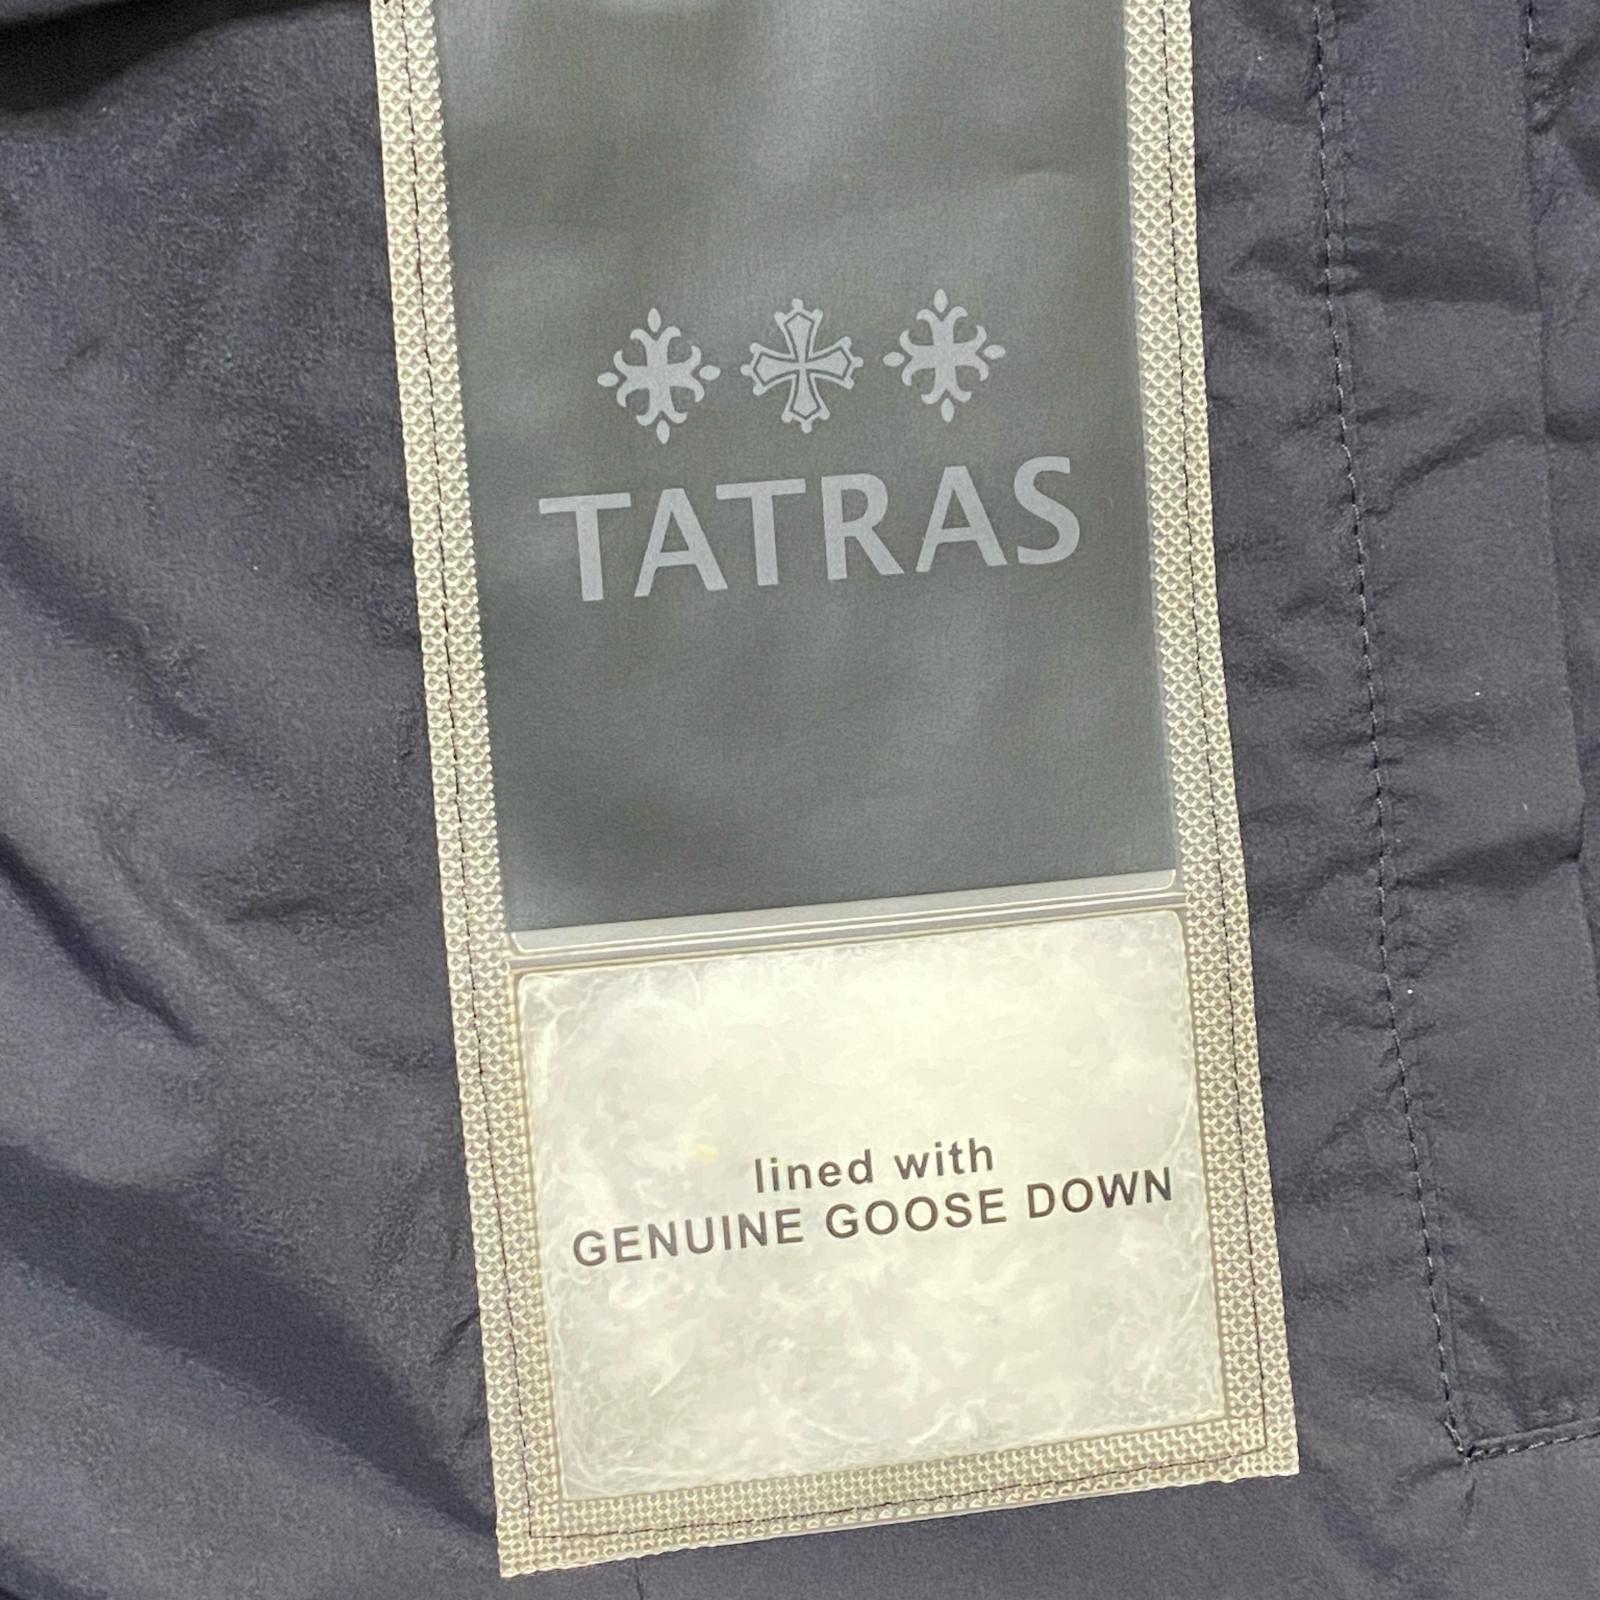 TATRAS
lined with
GENUINE GOOSE DOWN